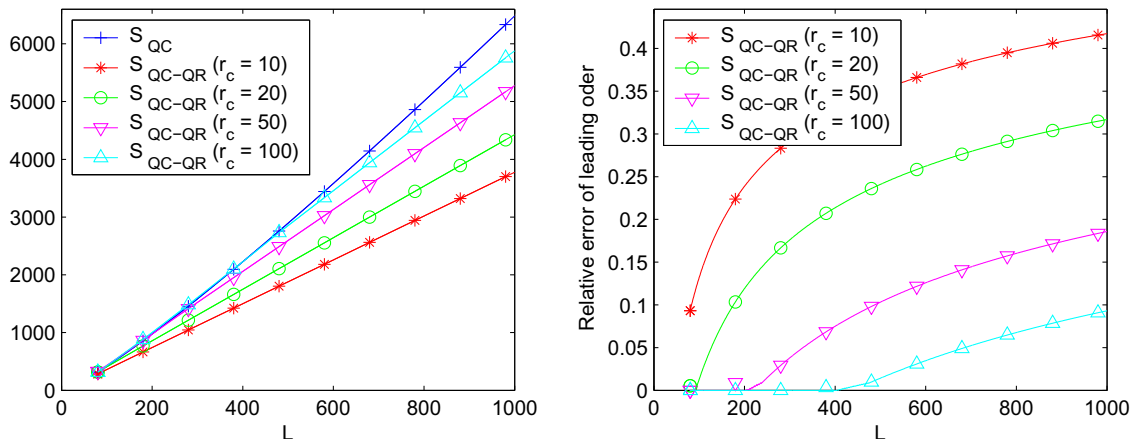 S QC
S QC−QR (r c = 10)
S QC−QR (r c = 20)
S QC−QR (r c = 50)
S QC−QR (r c = 100)
6000
5000
4000
3000
2000
1000
0
0 200 400 600 800 1000
L
S QC−QR (r c = 10)
S QC−QR (r c = 20)
S QC−QR (r c = 50)
S QC−QR (r c = 100)
Relative error of leading oder
0.4
0.35
0.3
0.25
0.2
0.15
0.1
0.05
0
0 200 400 600 800 1000
L